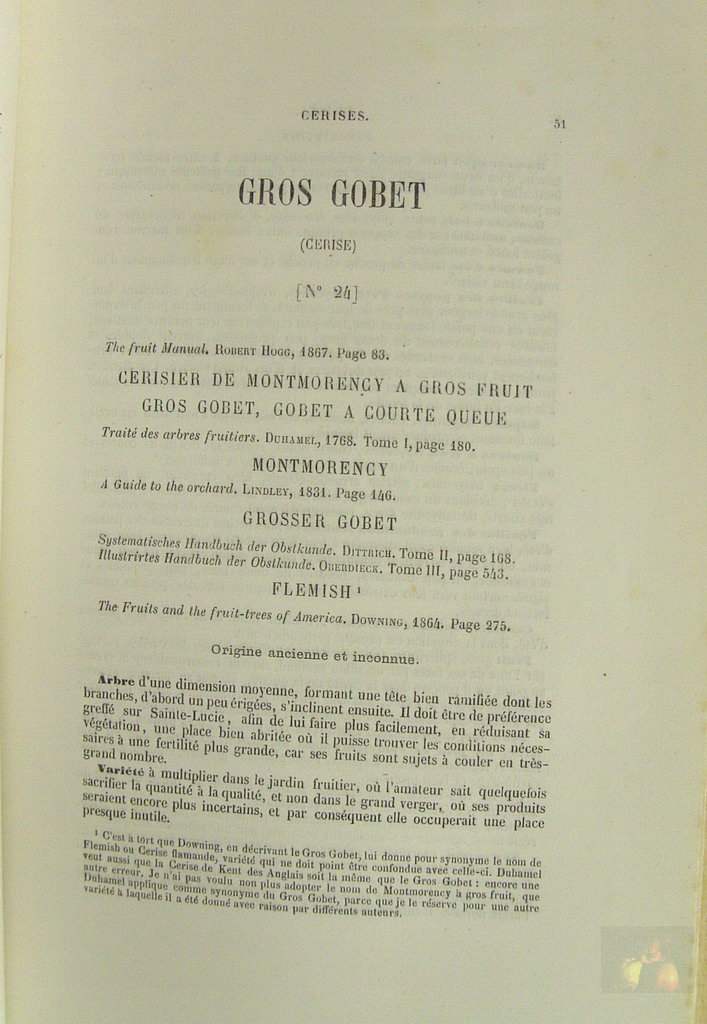 CERISES.
51
GROS GOBET
(CERISE)
[N° 24]
The fruit Manual. ROBERT HOGG, 1867. Page 83.
CERISIER DE MONTMORENCY A GROS FRUIT
GROS GOBET, GOBET A COURTE QUEUE
Traité des arbres fruitiers. DUHAMEL, 1768. Tome I, page 180.
MONTMORENCY
A Guide to the orchard. LINDLEY, 1831. Page 146.
GROSSER GOBET
Systematisches Handbuch der Obstkunde. DITTRICH. Tome II, page 168.
Illustrirtes Handbuch der Obstkunde. OBERDIECK. Tome III, page 543.
FLEMISH ¹
The Fruits and the fruit-trees of America. DOWNING, 1864. Page 275.
Origine ancienne et inconnue.
Arbre d'une dimension moyenne, formant une tête bien ramifiée dont les
branches, d'abord un peu érigées, s'inclinent ensuite. Il doit être de préférence
greffé sur Sainte-Lucie, afin de lui faire plus facilement, en réduisant sa
végétation, une place bien abritée où il puisse trouver les conditions néces-
saires à une fertilité plus grande, car ses fruits sont sujets à couler en très-
grand nombre.
Variété à multiplier dans le jardin fruitier, où l'amateur sait quelquefois
sacrifier la quantité à la qualité, et non dans le grand verger, où ses produits
seraient encore plus incertains, et par conséquent elle occuperait une place
presque inutile.
¹ C'est à tort que Downing, en décrivant le Gros Gobet, lui donne pour synonyme le nom de
Flemish ou Cerise flamande, variété qui ne doit point être confondue avec celle-ci. Duhamel
veut aussi que la Cerise de Kent des Anglais soit la même que le Gros Gobet : encore une
autre erreur. Je n'ai pas voulu non plus adopter le nom de Montmorency à gros fruit, que
Duhamel applique comme synonyme du Gros Gobet, parce que je le réserve pour une autre
variété à laquelle il a été donné avec raison par différents auteurs.